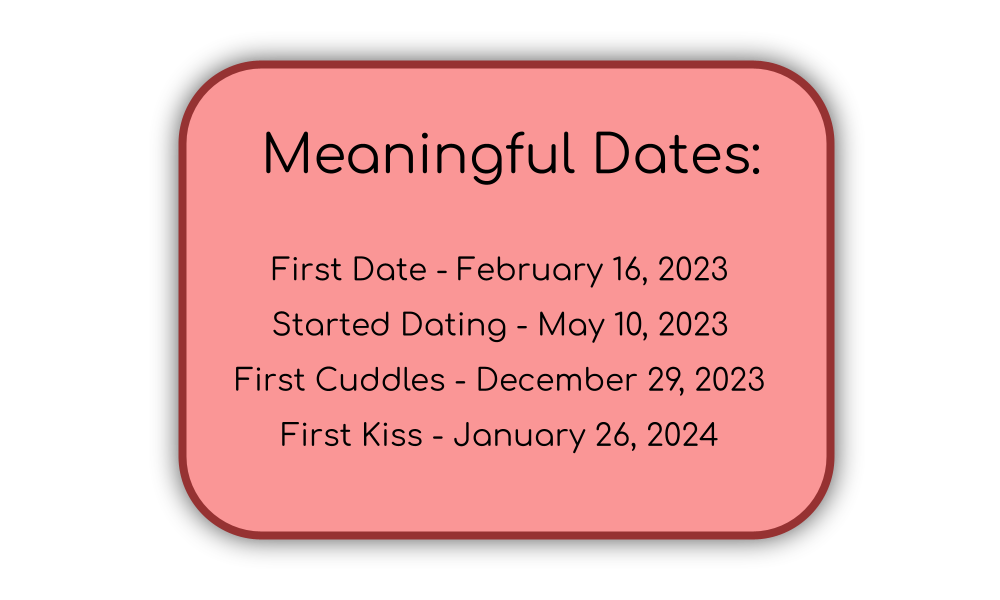 Meaningful Dates:
First Date - February 16, 2023
Started Dating - May 10, 2023
First Cuddles - December 29, 2023
First Kiss - January 26, 2024